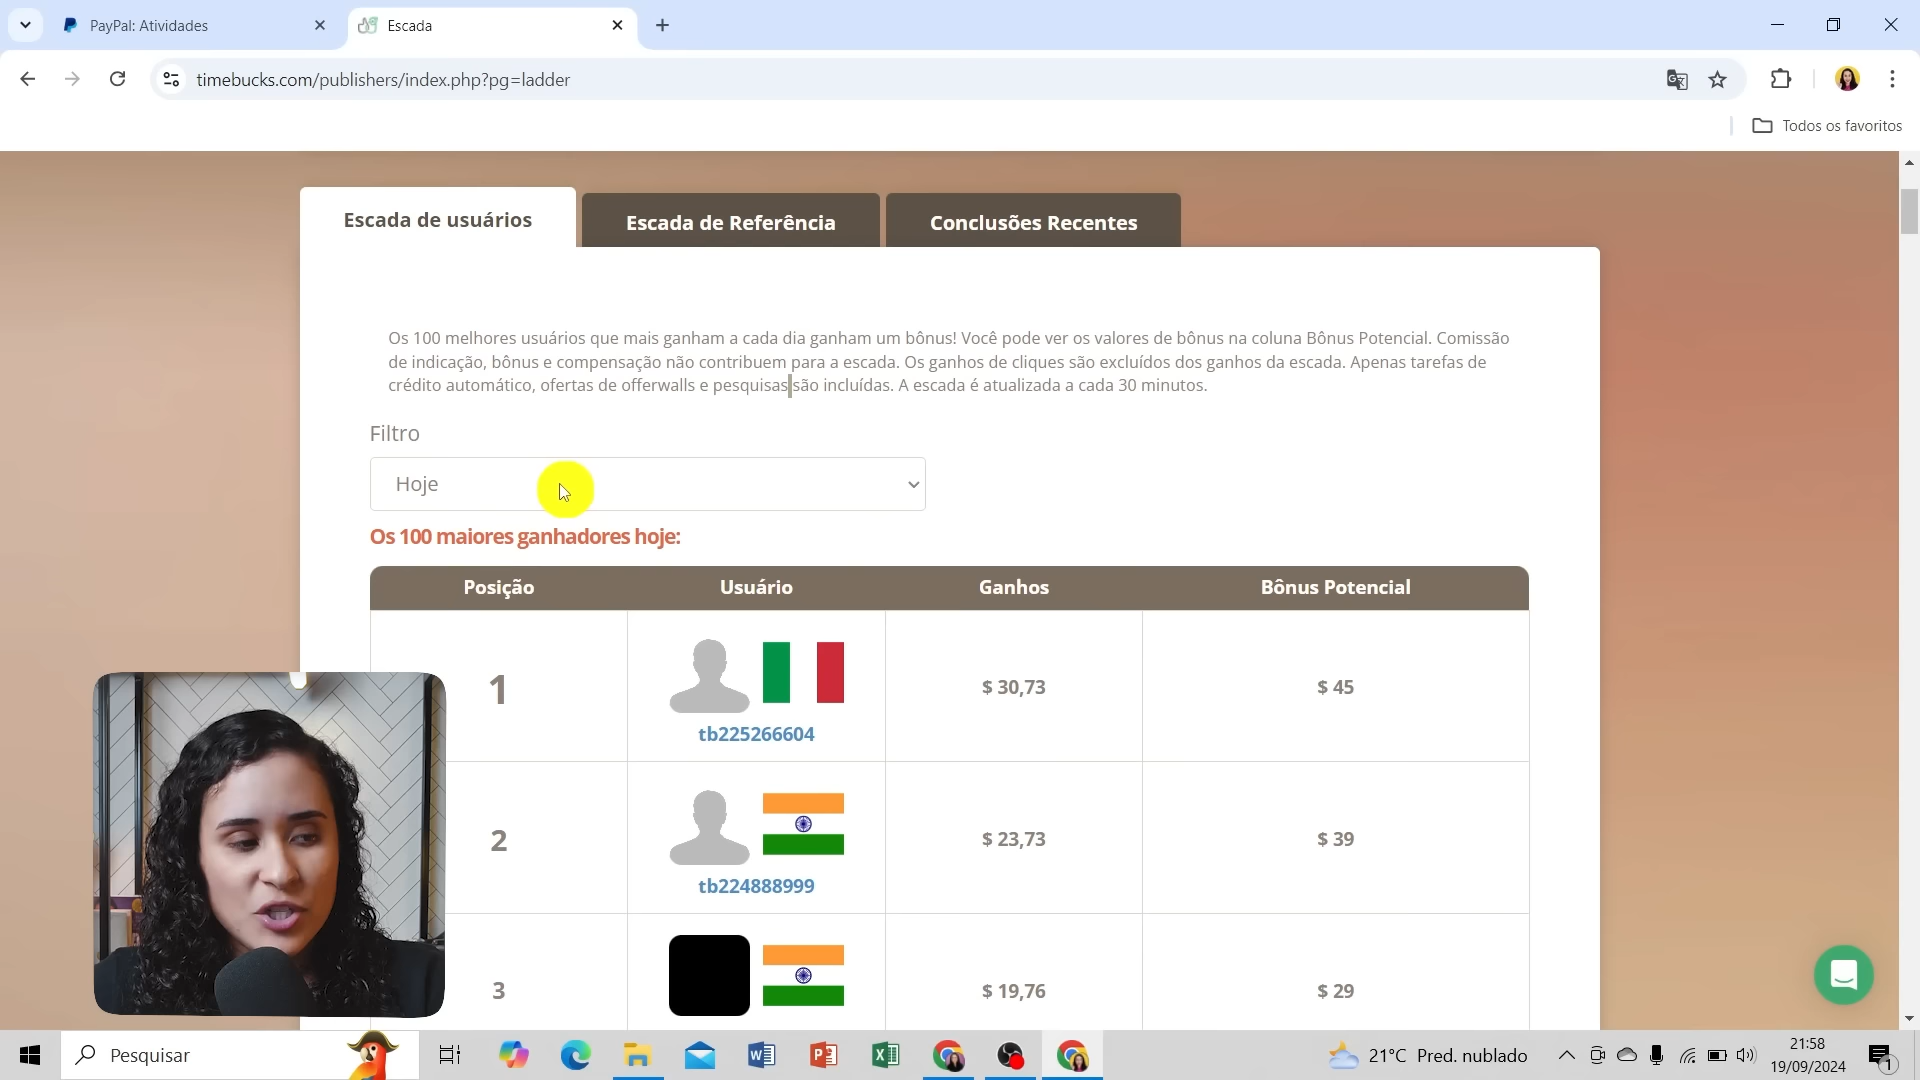 PayPal: Atividades
Escada
timebucks.com/publishers/index.php?pg=ladder
Todos os favoritos
Escada de usuários
Escada de Referência
Conclusões Recentes
Os 100 melhores usuários que mais ganham a cada dia ganham um bônus! Você pode ver os valores de bônus na coluna Bônus Potencial. Comissão
de indicação, bônus e compensação não contribuem para a escada. Os ganhos de cliques são excluídos dos ganhos da escada. Apenas tarefas de
crédito automático, ofertas de offerwalls e pesquisas são incluídas. A escada é atualizada a cada 30 minutos.
Filtro
Hoje
Os 100 maiores ganhadores hoje:
Posição Usuário Ganhos Bônus Potencial
1 $ 30,73 $ 45
tb225266604
2 $ 23,73 $ 39
tb224888999
3 $ 19,76 $ 29
Pesquisar
21°C Pred. nublado
21:58
19/09/2024
1